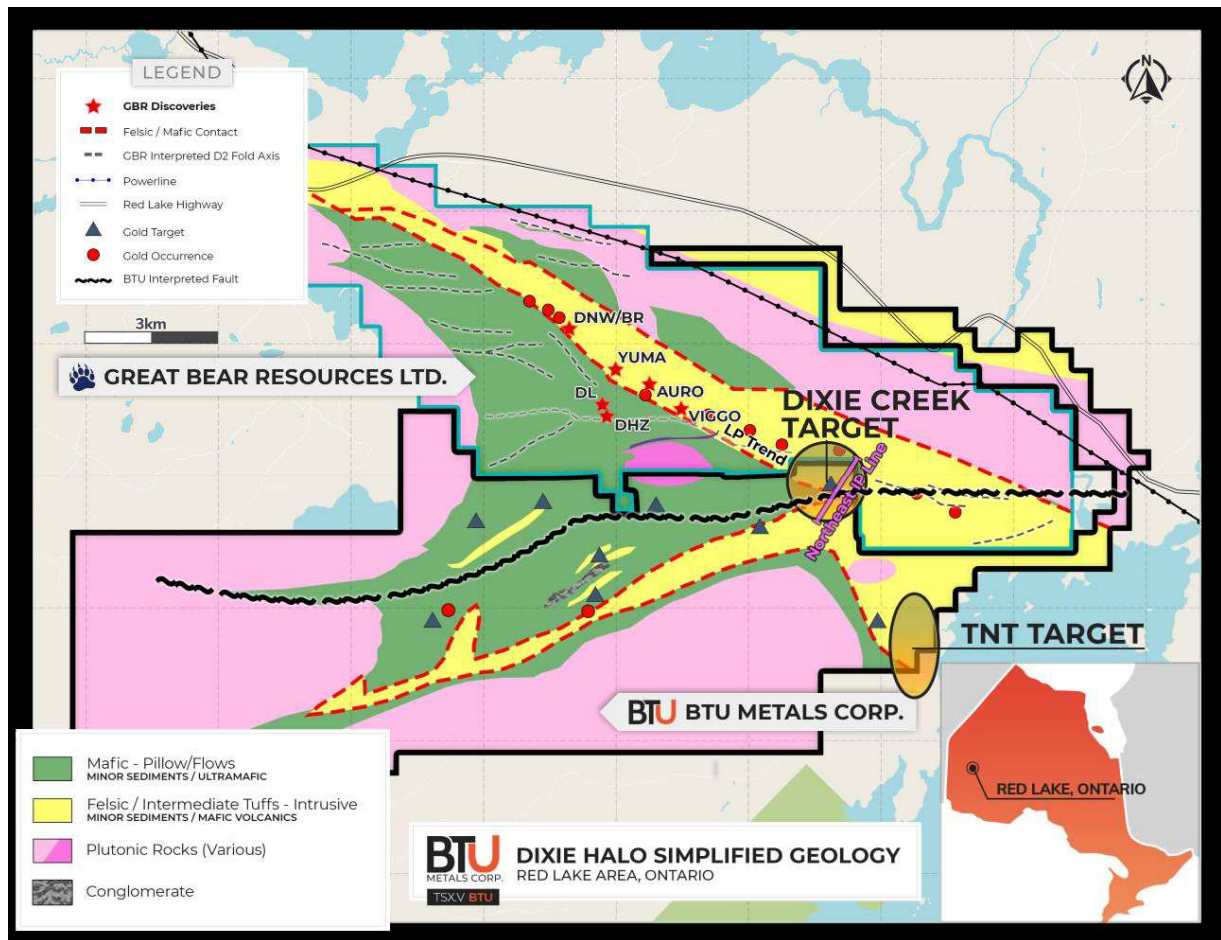 LEGEND
GBR Discoveries
Felsic / Mafic Contact
GBR Interpreted D2 Fold Axis
Powerline
Red Lake Highway
Gold Target
Gold Occurrence
BTU Interpreted Fault
3km
N
GREAT BEAR RESOURCES LTD.
DNW/BR
YUMA
DL
AURO
DHZ
VIGGO
LP Trend
DIXIE CREEK
TARGET
Northeast IP Line
TNT TARGET
BTU BTU METALS CORP.
RED LAKE, ONTARIO
Mafic - Pillow/Flows
MINOR SEDIMENTS / ULTRAMAFIC
Felsic / Intermediate Tuffs - Intrusive
MINOR SEDIMENTS / MAFIC VOLCANICS
Plutonic Rocks (Various)
Conglomerate
BTU
METALS CORP.
TSX.V BTU
DIXIE HALO SIMPLIFIED GEOLOGY
RED LAKE AREA, ONTARIO